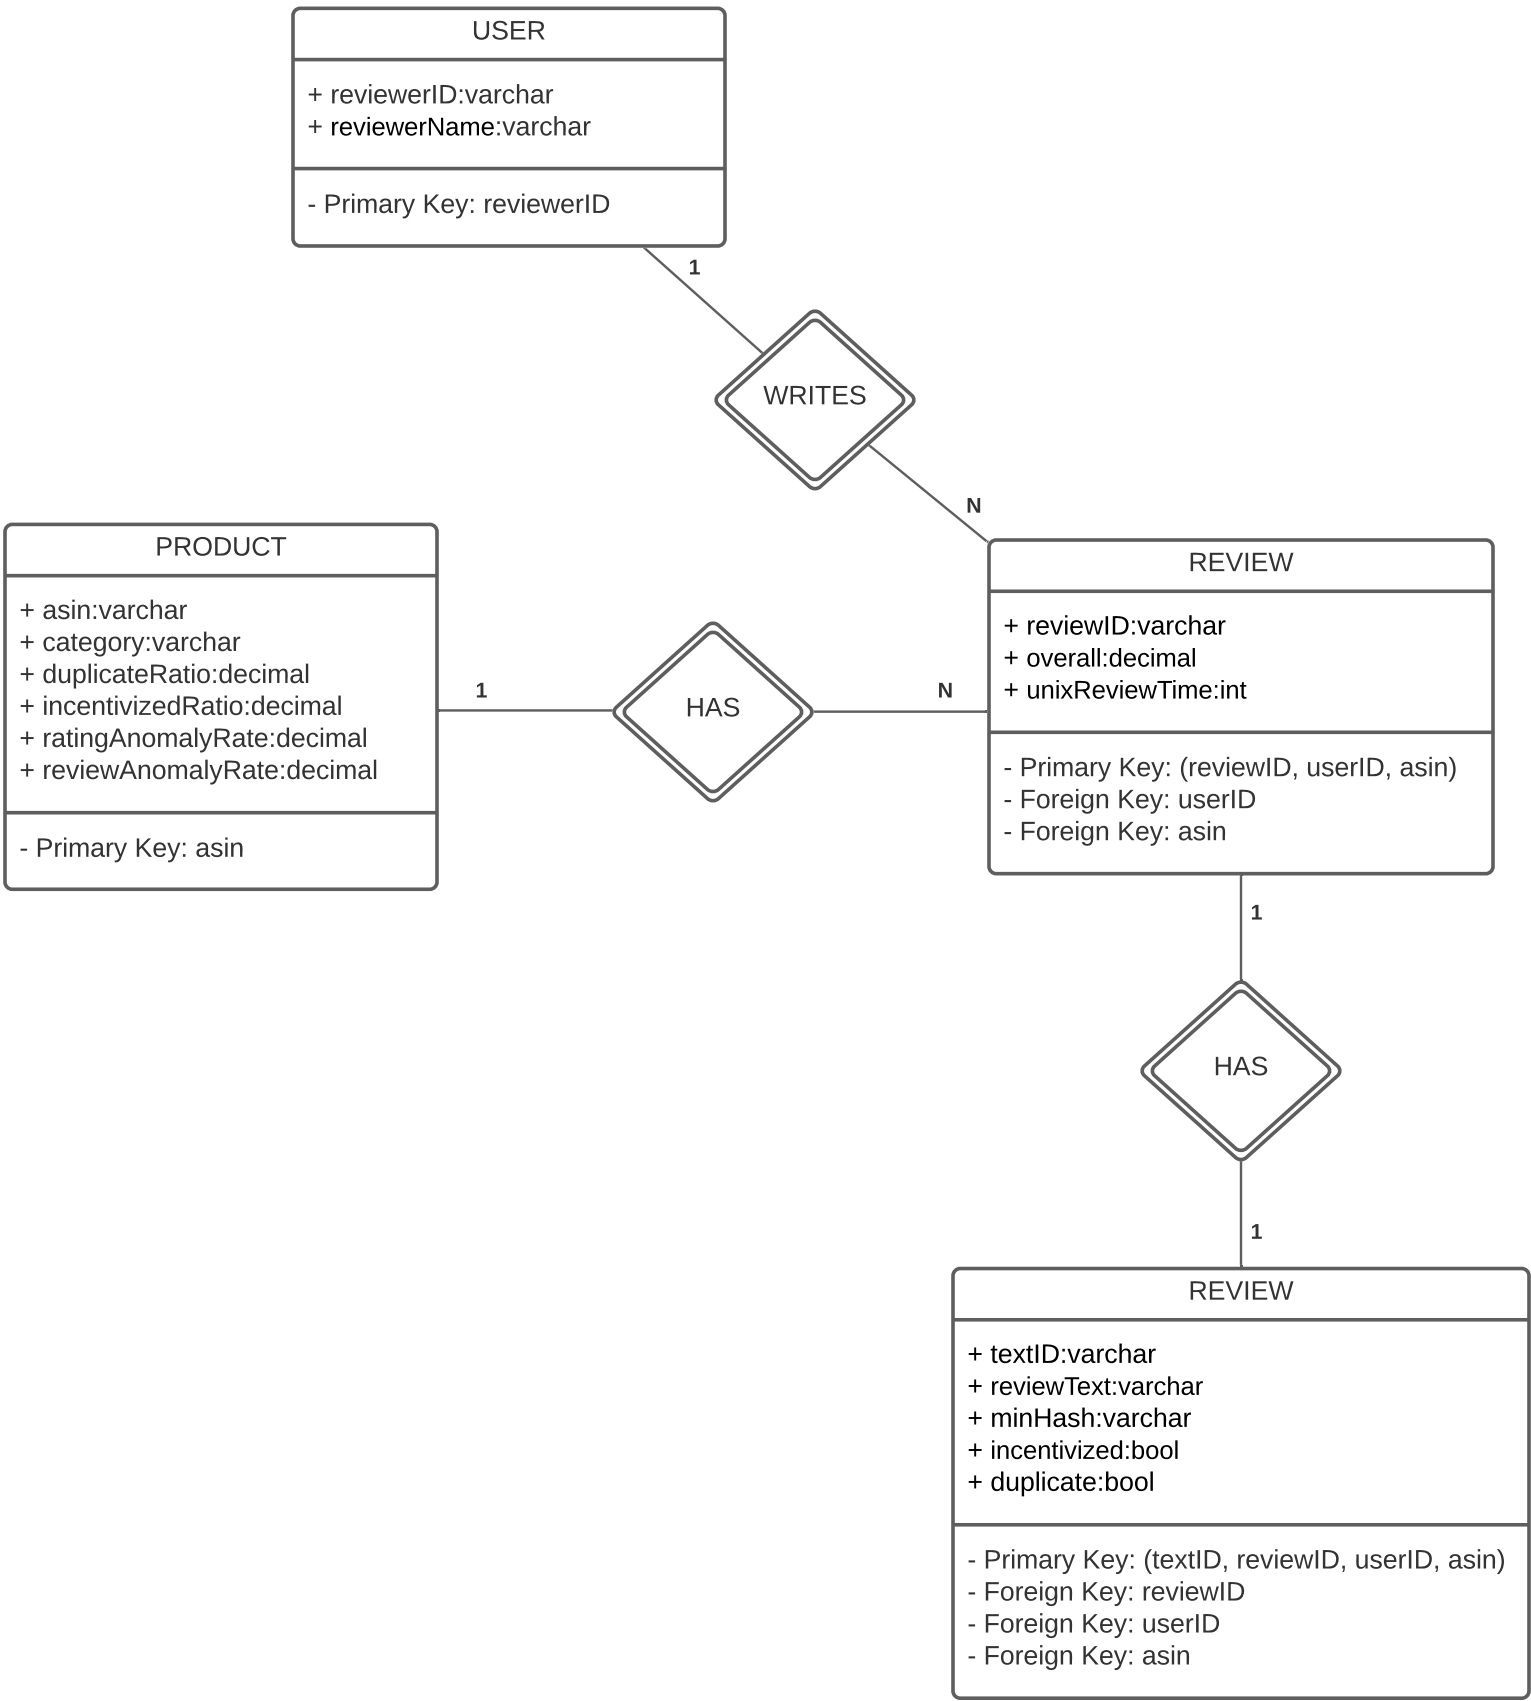 USER
+ reviewerID:varchar
+ reviewerName:varchar
- Primary Key: reviewerID
1
WRITES
N
PRODUCT
+ asin:varchar
+ category:varchar
+ duplicateRatio:decimal
+ incentivizedRatio:decimal
+ ratingAnomalyRate:decimal
+ reviewAnomalyRate:decimal
- Primary Key: asin
1
HAS
N
REVIEW
+ reviewID:varchar
+ overall:decimal
+ unixReviewTime:int
- Primary Key: (reviewID, userID, asin)
- Foreign Key: userID
- Foreign Key: asin
1
HAS
1
REVIEW
+ textID:varchar
+ reviewText:varchar
+ minHash:varchar
+ incentivized:bool
+ duplicate:bool
- Primary Key: (textID, reviewID, userID, asin)
- Foreign Key: reviewID
- Foreign Key: userID
- Foreign Key: asin